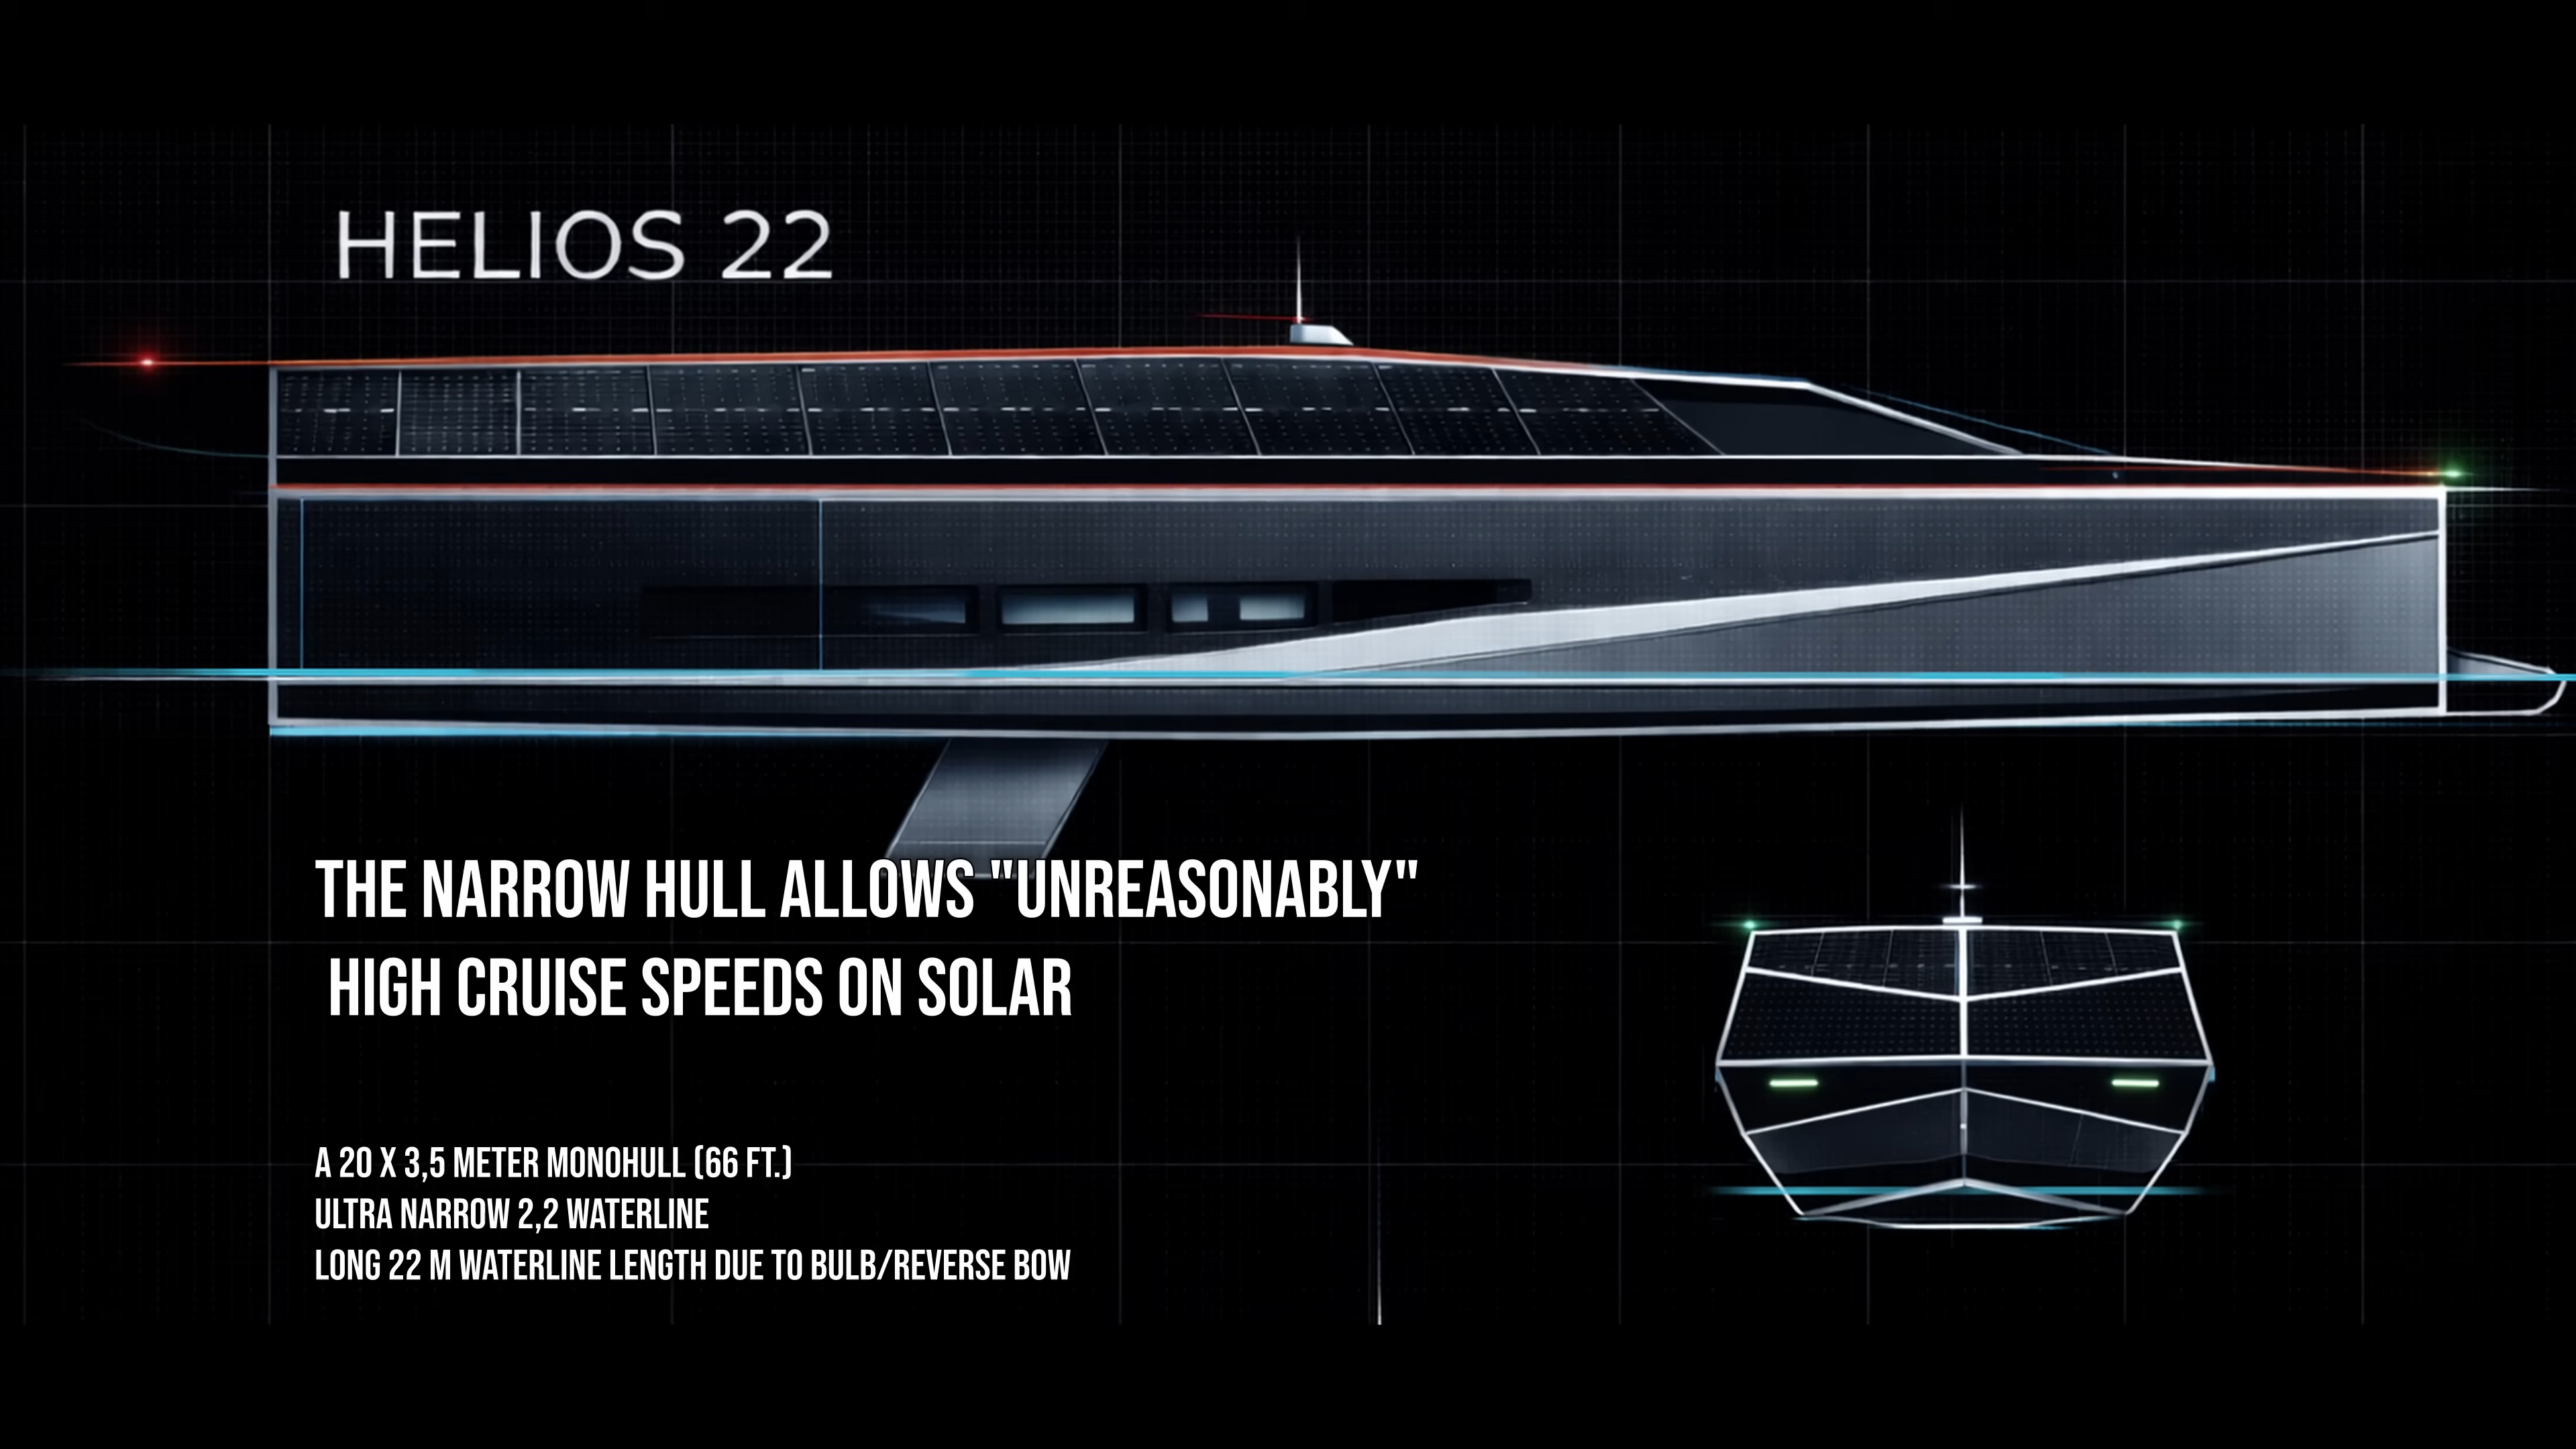 HELIOS 22
THE NARROW HULL ALLOWS "UNREASONABLY"
HIGH CRUISE SPEEDS ON SOLAR
A 20 X 3,5 METER MONOHULL (66 FT.)
ULTRA NARROW 2,2 WATERLINE
LONG 22 M WATERLINE LENGTH DUE TO BULB/REVERSE BOW